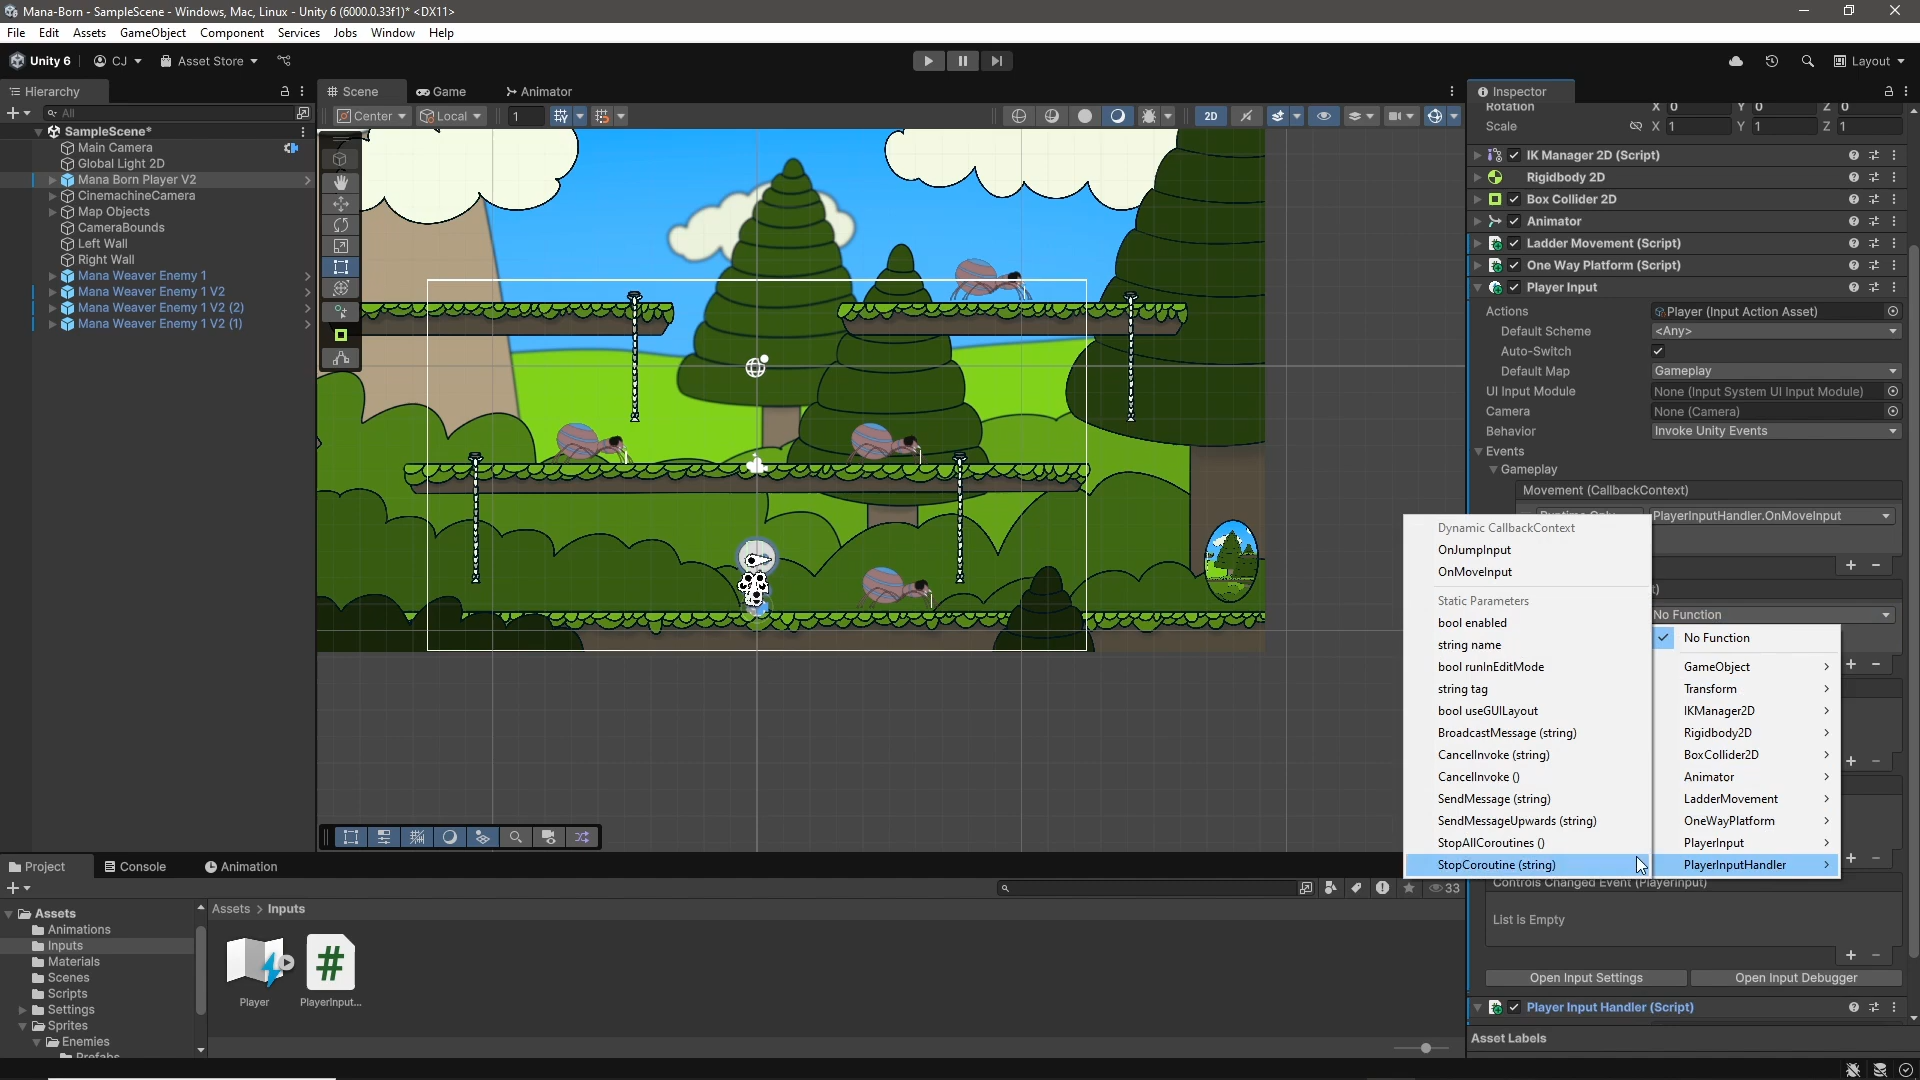 Mana-Born - SampleScene - Windows, Mac, Linux - Unity 6 (6000.0.33f1)* <DX11>
File Edit Assets GameObject Component Services Jobs Window Help
Unity 6 CJ Asset Store Layout
Hierarchy
All
SampleScene*
Main Camera
Global Light 2D
Mana Born Player V2
CinemachineCamera
Map Objects
CameraBounds
Left Wall
Right Wall
Mana Weaver Enemy 1
Mana Weaver Enemy 1 V2
Mana Weaver Enemy 1 V2 (2)
Mana Weaver Enemy 1 V2 (1)
Scene Game Animator
Center Local 1 2D
Inspector
Rotation X 0 Y 0 Z 0
Scale X 1 Y 1 Z 1
IK Manager 2D (Script)
Rigidbody 2D
Box Collider 2D
Animator
Ladder Movement (Script)
One Way Platform (Script)
Player Input
Actions Player (Input Action Asset)
Default Scheme <Any>
Auto-Switch
Default Map Gameplay
UI Input Module None (Input System UI Input Module)
Camera None (Camera)
Behavior Invoke Unity Events
Events
Gameplay
Movement (CallbackContext)
Runtime Only PlayerInputHandler.OnMoveInput
No Function
Dynamic CallbackContext
OnJumpInput
OnMoveInput
Static Parameters
bool enabled
string name
bool runInEditMode
string tag
bool useGUILayout
BroadcastMessage (string)
CancelInvoke (string)
CancelInvoke ()
SendMessage (string)
SendMessageUpwards (string)
StopAllCoroutines ()
StopCoroutine (string)
No Function
GameObject
Transform
IKManager2D
Rigidbody2D
BoxCollider2D
Animator
LadderMovement
OneWayPlatform
PlayerInput
PlayerInputHandler
Controls Changed Event (PlayerInput)
List is Empty
Open Input Settings Open Input Debugger
Player Input Handler (Script)
Asset Labels
Project Console Animation
33
Assets
Animations
Inputs
Materials
Scenes
Scripts
Settings
Sprites
Enemies
Prefabs
Assets > Inputs
Player
PlayerInput...